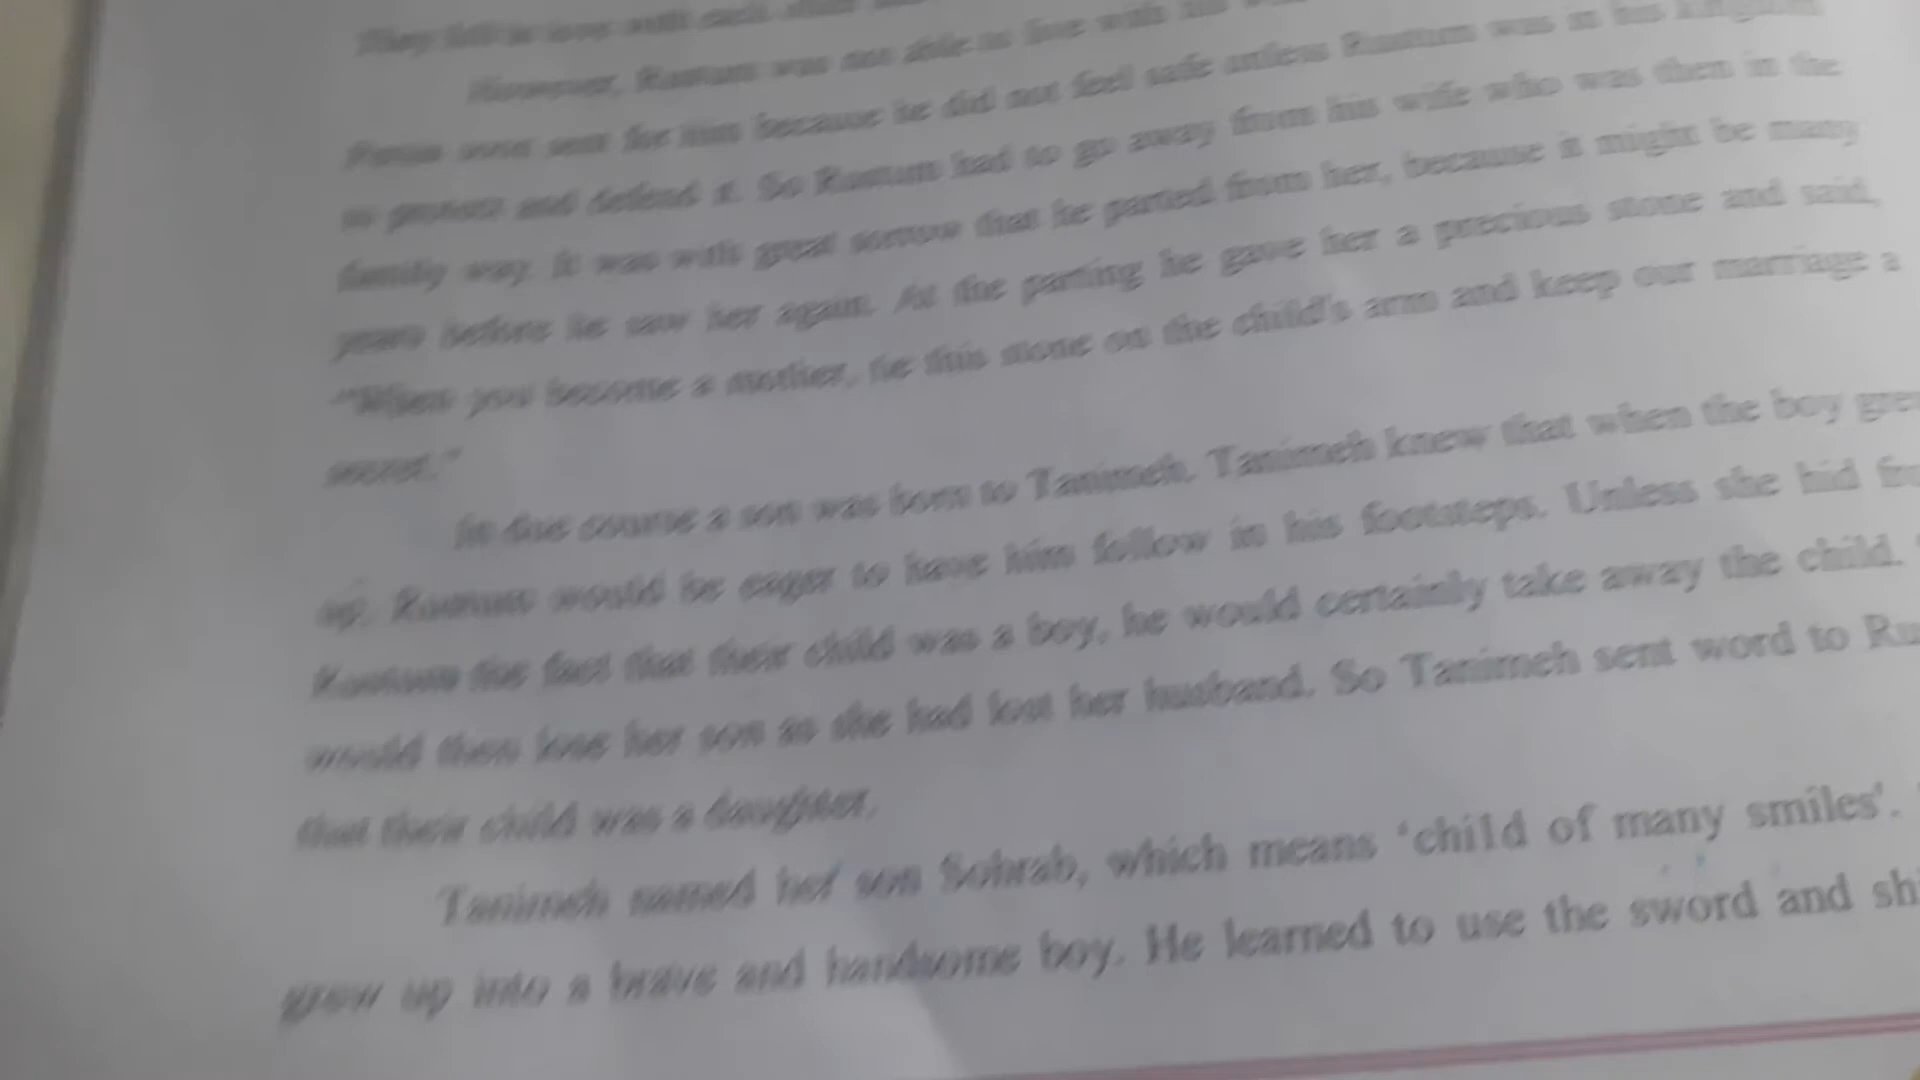 They fell in love with each other
However, Rustum was not able to live with his
Persia soon sent for him because he did not feel safe unless Rustum was in his kingdom
to protect and defend it. So Rustum had to go away from his wife who was then in the
family way. It was with great sorrow that he parted from her, because it might be many
years before he saw her again. At the parting he gave her a precious stone and said,
"When you become a mother, tie this stone on the child's arm and keep our marriage a
secret."
In due course a son was born to Tanimeh. Tanimeh knew that when the boy
up, Rustum would be eager to have him follow in his footsteps. Unless she hid
Rustum the fact that their child was a boy, he would certainly take away the child.
would then lose her son as she had lost her husband. So Tanimeh sent word to
that their child was a daughter.
Tanimeh named her son Sohrab, which means 'child of many smiles'.
grew up into a brave and handsome boy. He learned to use the sword and